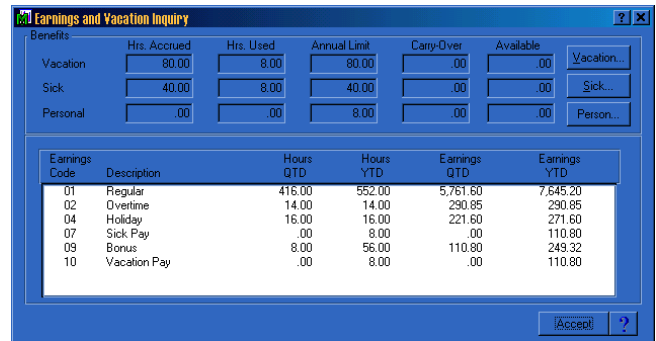 Earnings and Vacation Inquiry ? X
Benefits
Hrs. Accrued Hrs. Used Annual Limit Carry-Over Available
Vacation 80.00 8.00 80.00 .00 .00 Vacation...
Sick 40.00 8.00 40.00 .00 .00 Sick...
Personal .00 .00 8.00 .00 .00 Person...
Earnings Hours Hours Earnings Earnings
Code Description QTD YTD QTD YTD
01 Regular 416.00 552.00 5,761.60 7,645.20
02 Overtime 14.00 14.00 290.85 290.85
04 Holiday 16.00 16.00 221.60 271.60
07 Sick Pay .00 8.00 .00 110.80
09 Bonus 8.00 56.00 110.80 249.32
10 Vacation Pay .00 8.00 .00 110.80
Accept ?